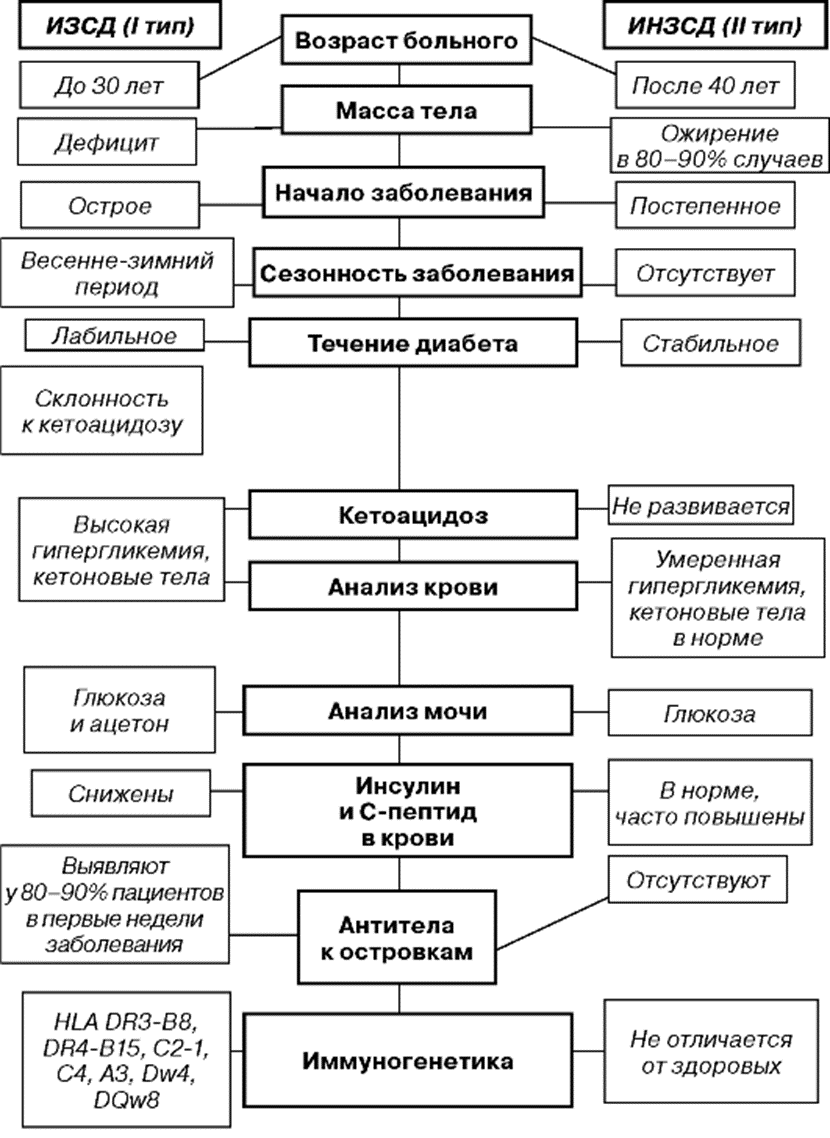 ИЗСД (I тип)
Возраст больного
ИНЗСД (II тип)
До 30 лет
После 40 лет
Масса тела
Дефицит
Ожирение
в 80–90% случаев
Начало заболевания
Острое
Постепенное
Весенне-зимний
период
Сезонность заболевания
Отсутствует
Лабильное
Течение диабета
Стабильное
Склонность
к кетоацидозу
Кетоацидоз
Не развивается
Высокая
гипергликемия,
кетоновые тела
Анализ крови
Умеренная
гипергликемия,
кетоновые тела
в норме
Глюкоза
и ацетон
Анализ мочи
Глюкоза
Снижены
Инсулин
и С-пептид
в крови
В норме,
часто повышены
Выявляют
у 80–90% пациентов
в первые недели
заболевания
Антитела
к островкам
Отсутствуют
HLA DR3-B8,
DR4-B15, C2-1,
C4, A3, Dw4,
DQw8
Иммуногенетика
Не отличается
от здоровых